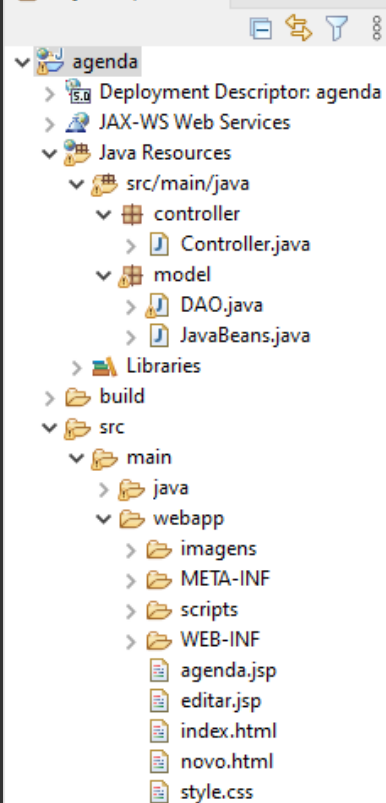 agenda
5.0 Deployment Descriptor: agenda
JAX-WS Web Services
Java Resources
src/main/java
controller
J Controller.java
model
J DAO.java
J JavaBeans.java
Libraries
build
src
main
java
webapp
imagens
META-INF
scripts
WEB-INF
agenda.jsp
editar.jsp
index.html
novo.html
style.css